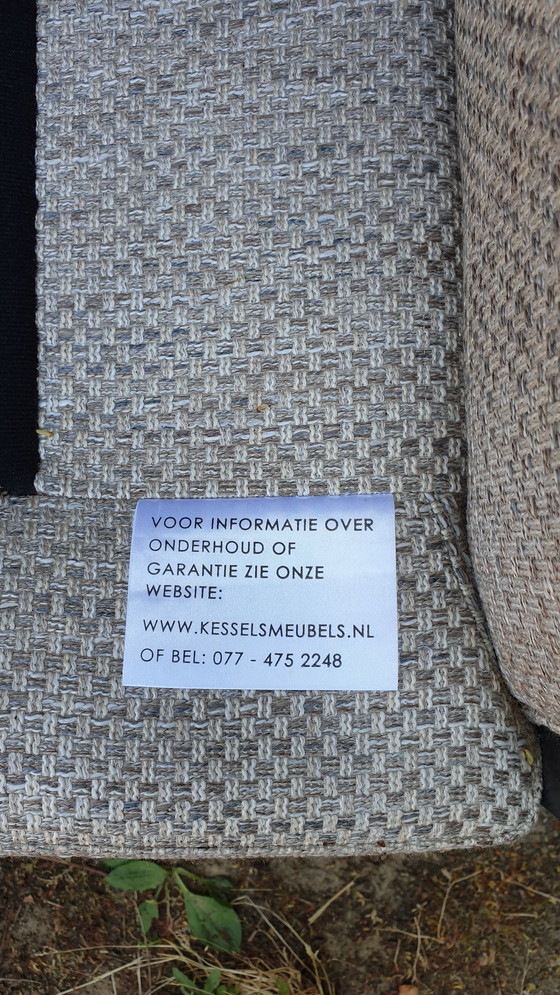 VOOR INFORMATIE OVER
ONDERHOUD OF
GARANTIE ZIE ONZE
WEBSITE:
WWW.KESSELSMEUBELS.NL
OF BEL: 077 - 475 2248